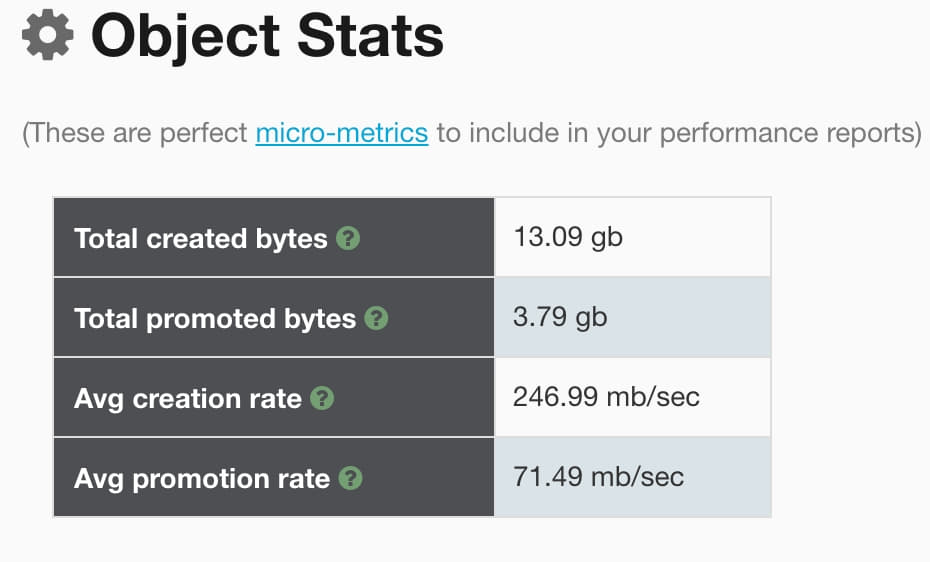 Object Stats
(These are perfect micro-metrics to include in your performance reports)
Total created bytes ? 13.09 gb
Total promoted bytes ? 3.79 gb
Avg creation rate ? 246.99 mb/sec
Avg promotion rate ? 71.49 mb/sec